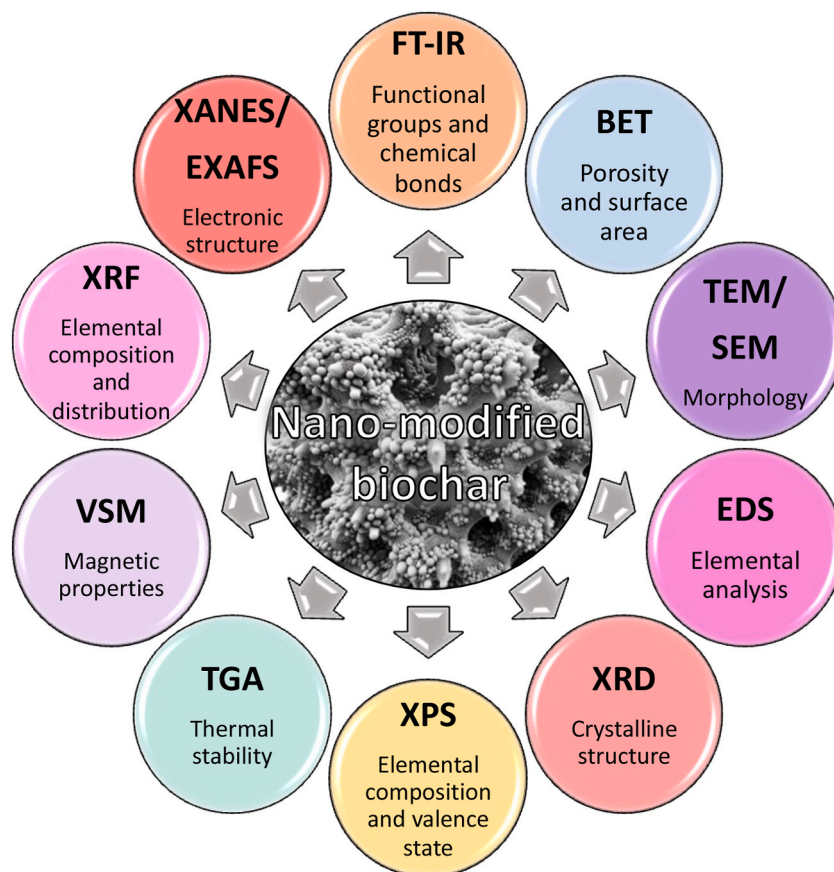 FT-IR
Functional
groups and
chemical
bonds
BET
Porosity
and surface
area
TEM/
SEM
Morphology
EDS
Elemental
analysis
XRD
Crystalline
structure
XPS
Elemental
composition
and valence
state
TGA
Thermal
stability
VSM
Magnetic
properties
XRF
Elemental
composition
and
distribution
XANES/
EXAFS
Electronic
structure
Nano-modified
biochar